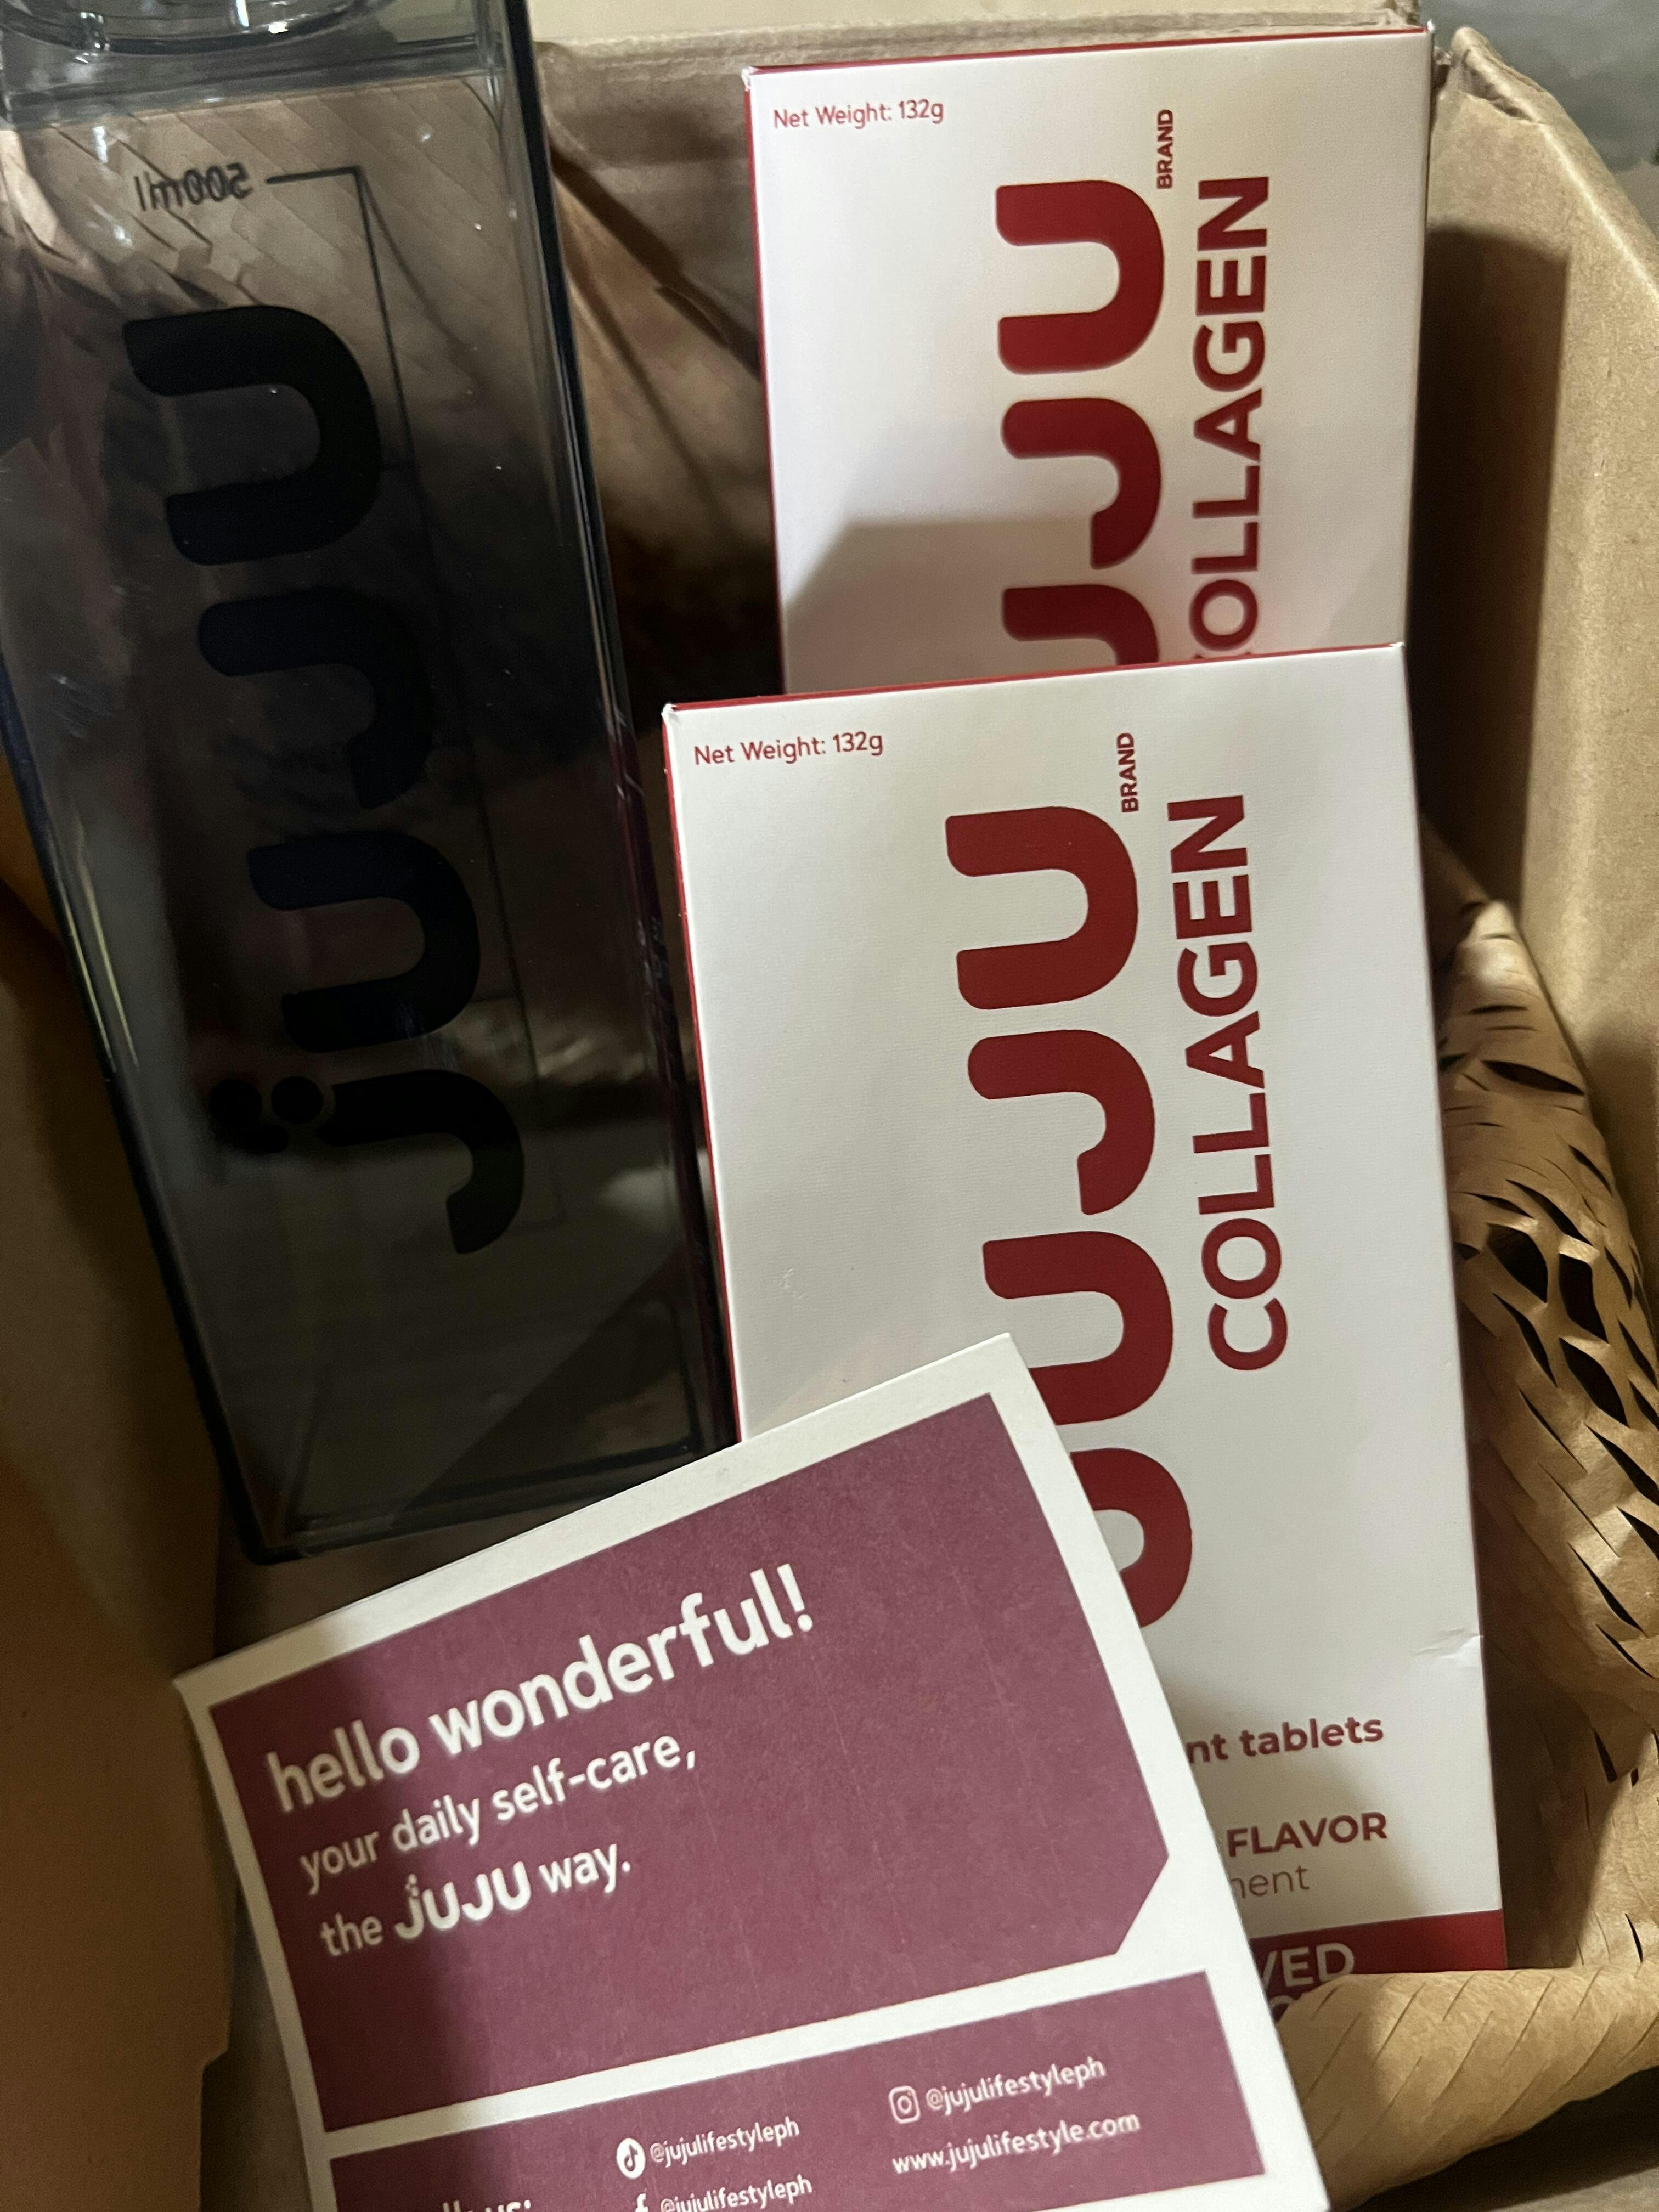 500ml
JUJU
Net Weight: 132g
JUJU
BRAND
COLLAGEN
Net Weight: 132g
JUJU
BRAND
COLLAGEN
tablets
FLAVOR
hello wonderful!
your daily self-care,
the JUJU way.
@jujulifestyleph
@jujulifestyleph
@jujulifestyleph
www.jujulifestyle.com